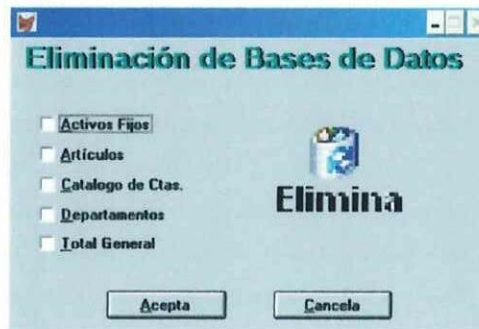 Eliminación de Bases de Datos
Activos Fijos
Artículos
Catalogo de Ctas.
Departamentos
Total General
Elimina
Acepta
Cancela